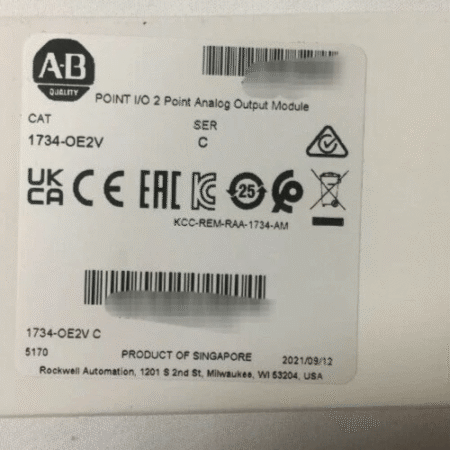 A-B
QUALITY
POINT I/O 2 Point Analog Output Module
CAT SER
1734-OE2V C
UK CA CE EAC 25
KCC-REM-RAA-1734-AM
1734-OE2V C
5170 PRODUCT OF SINGAPORE 2021/09/12
Rockwell Automation, 1201 S 2nd St, Milwaukee, WI 53204, USA